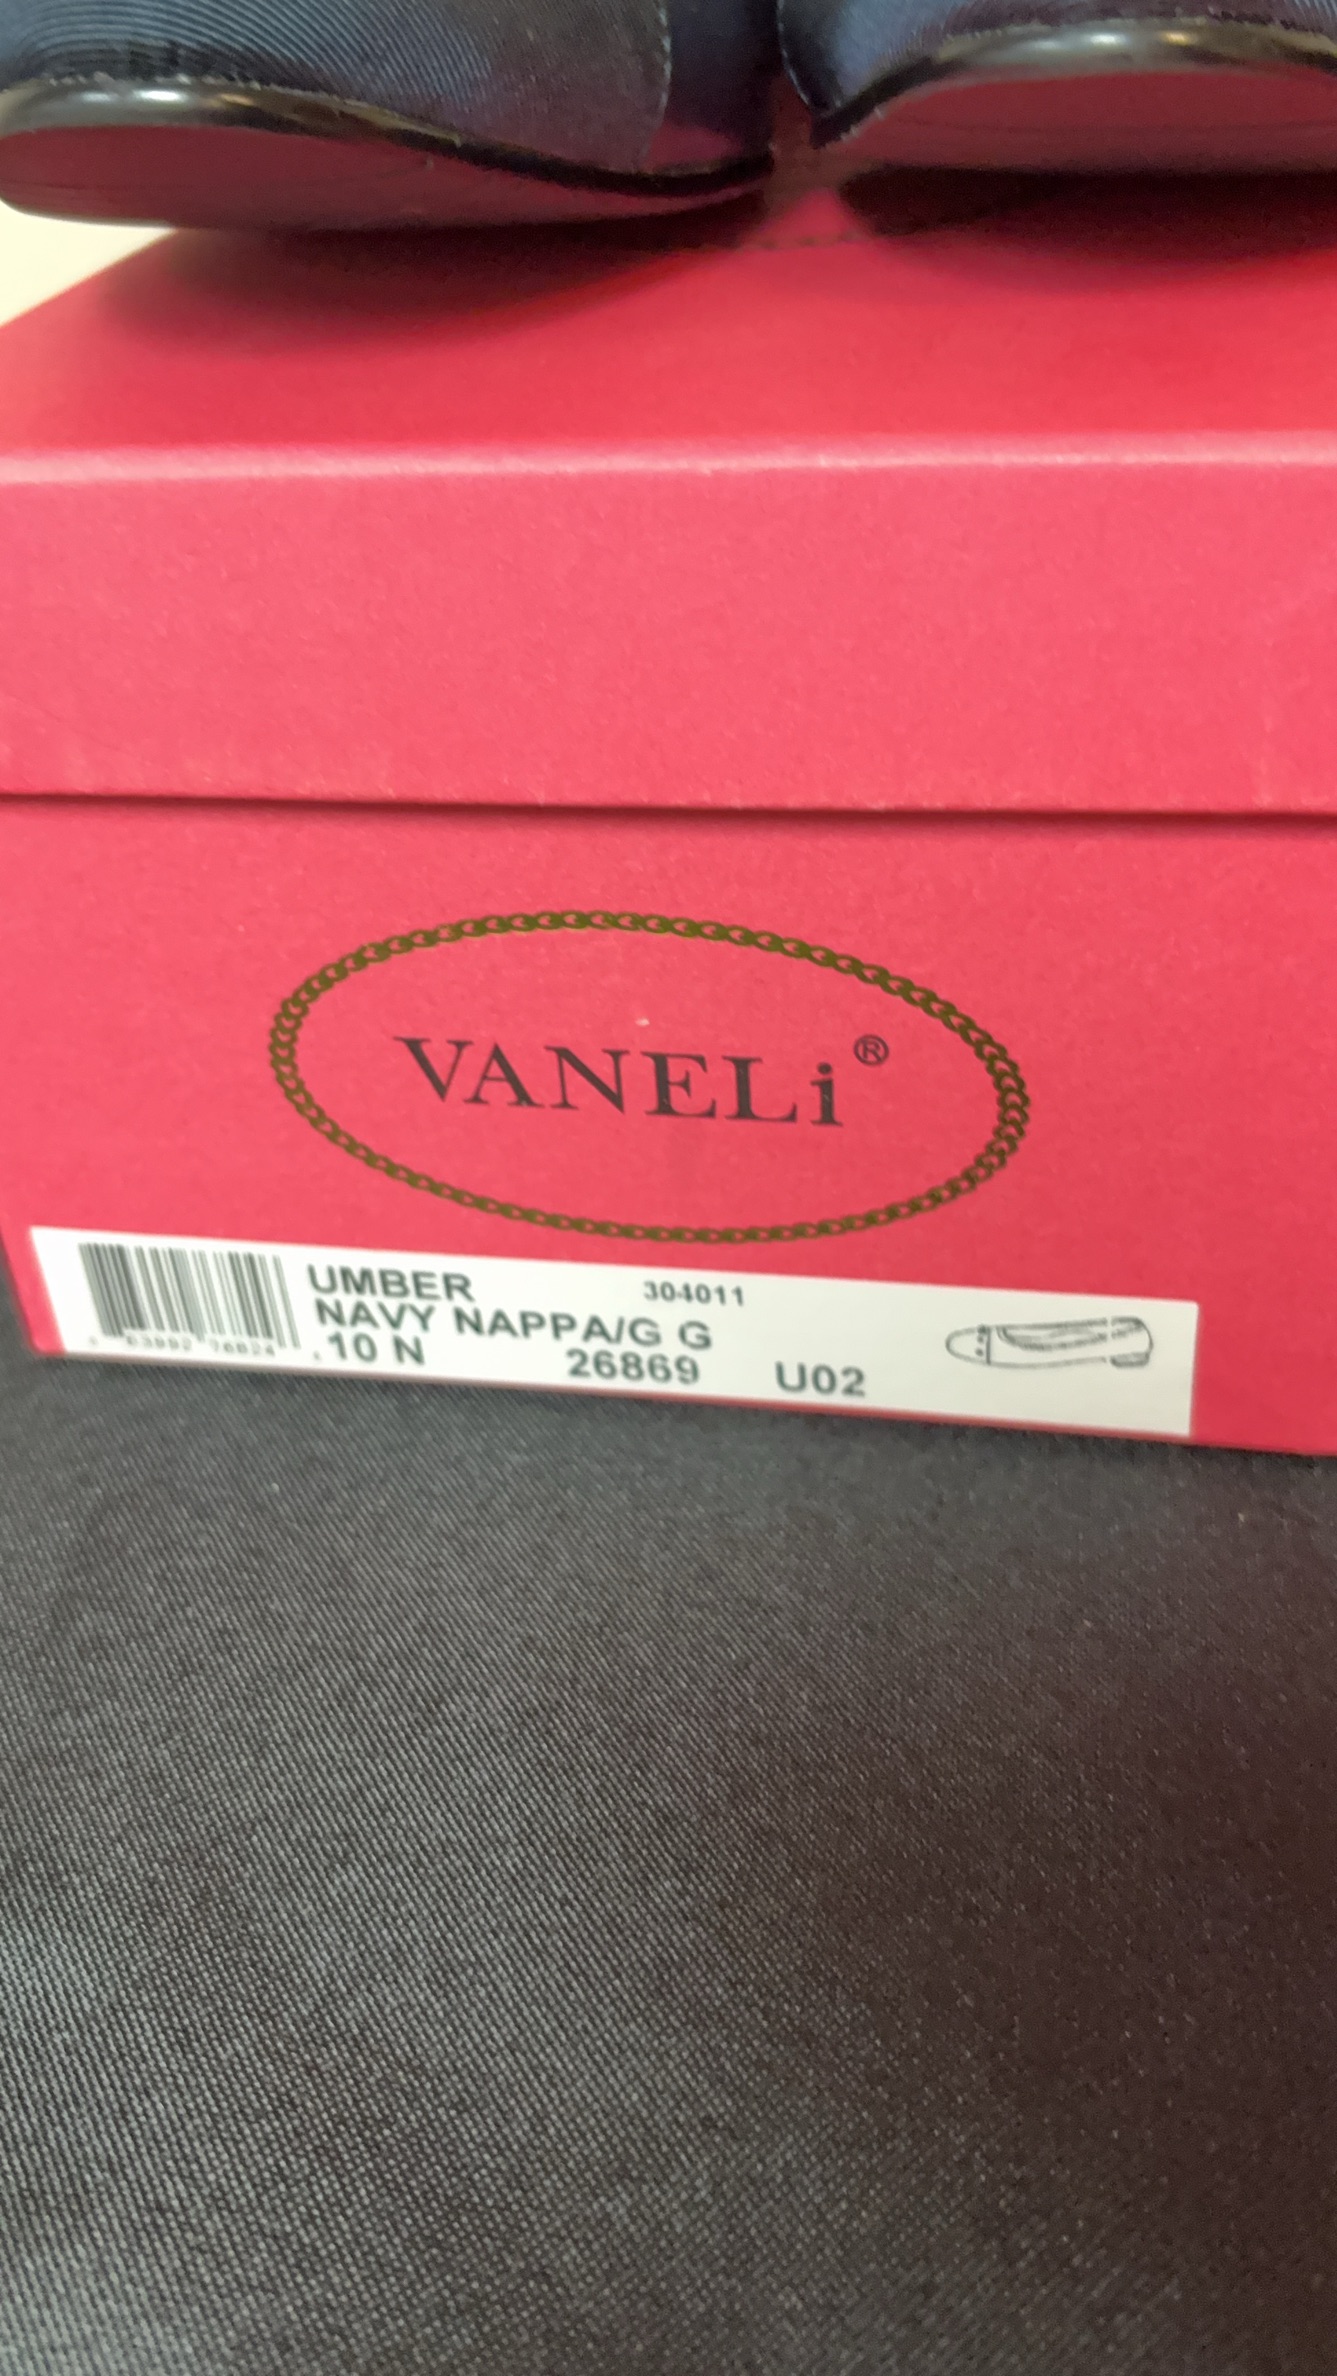 VANELi®
UMBER 304011
NAVY NAPPA/G G
.10 N 26869 U02